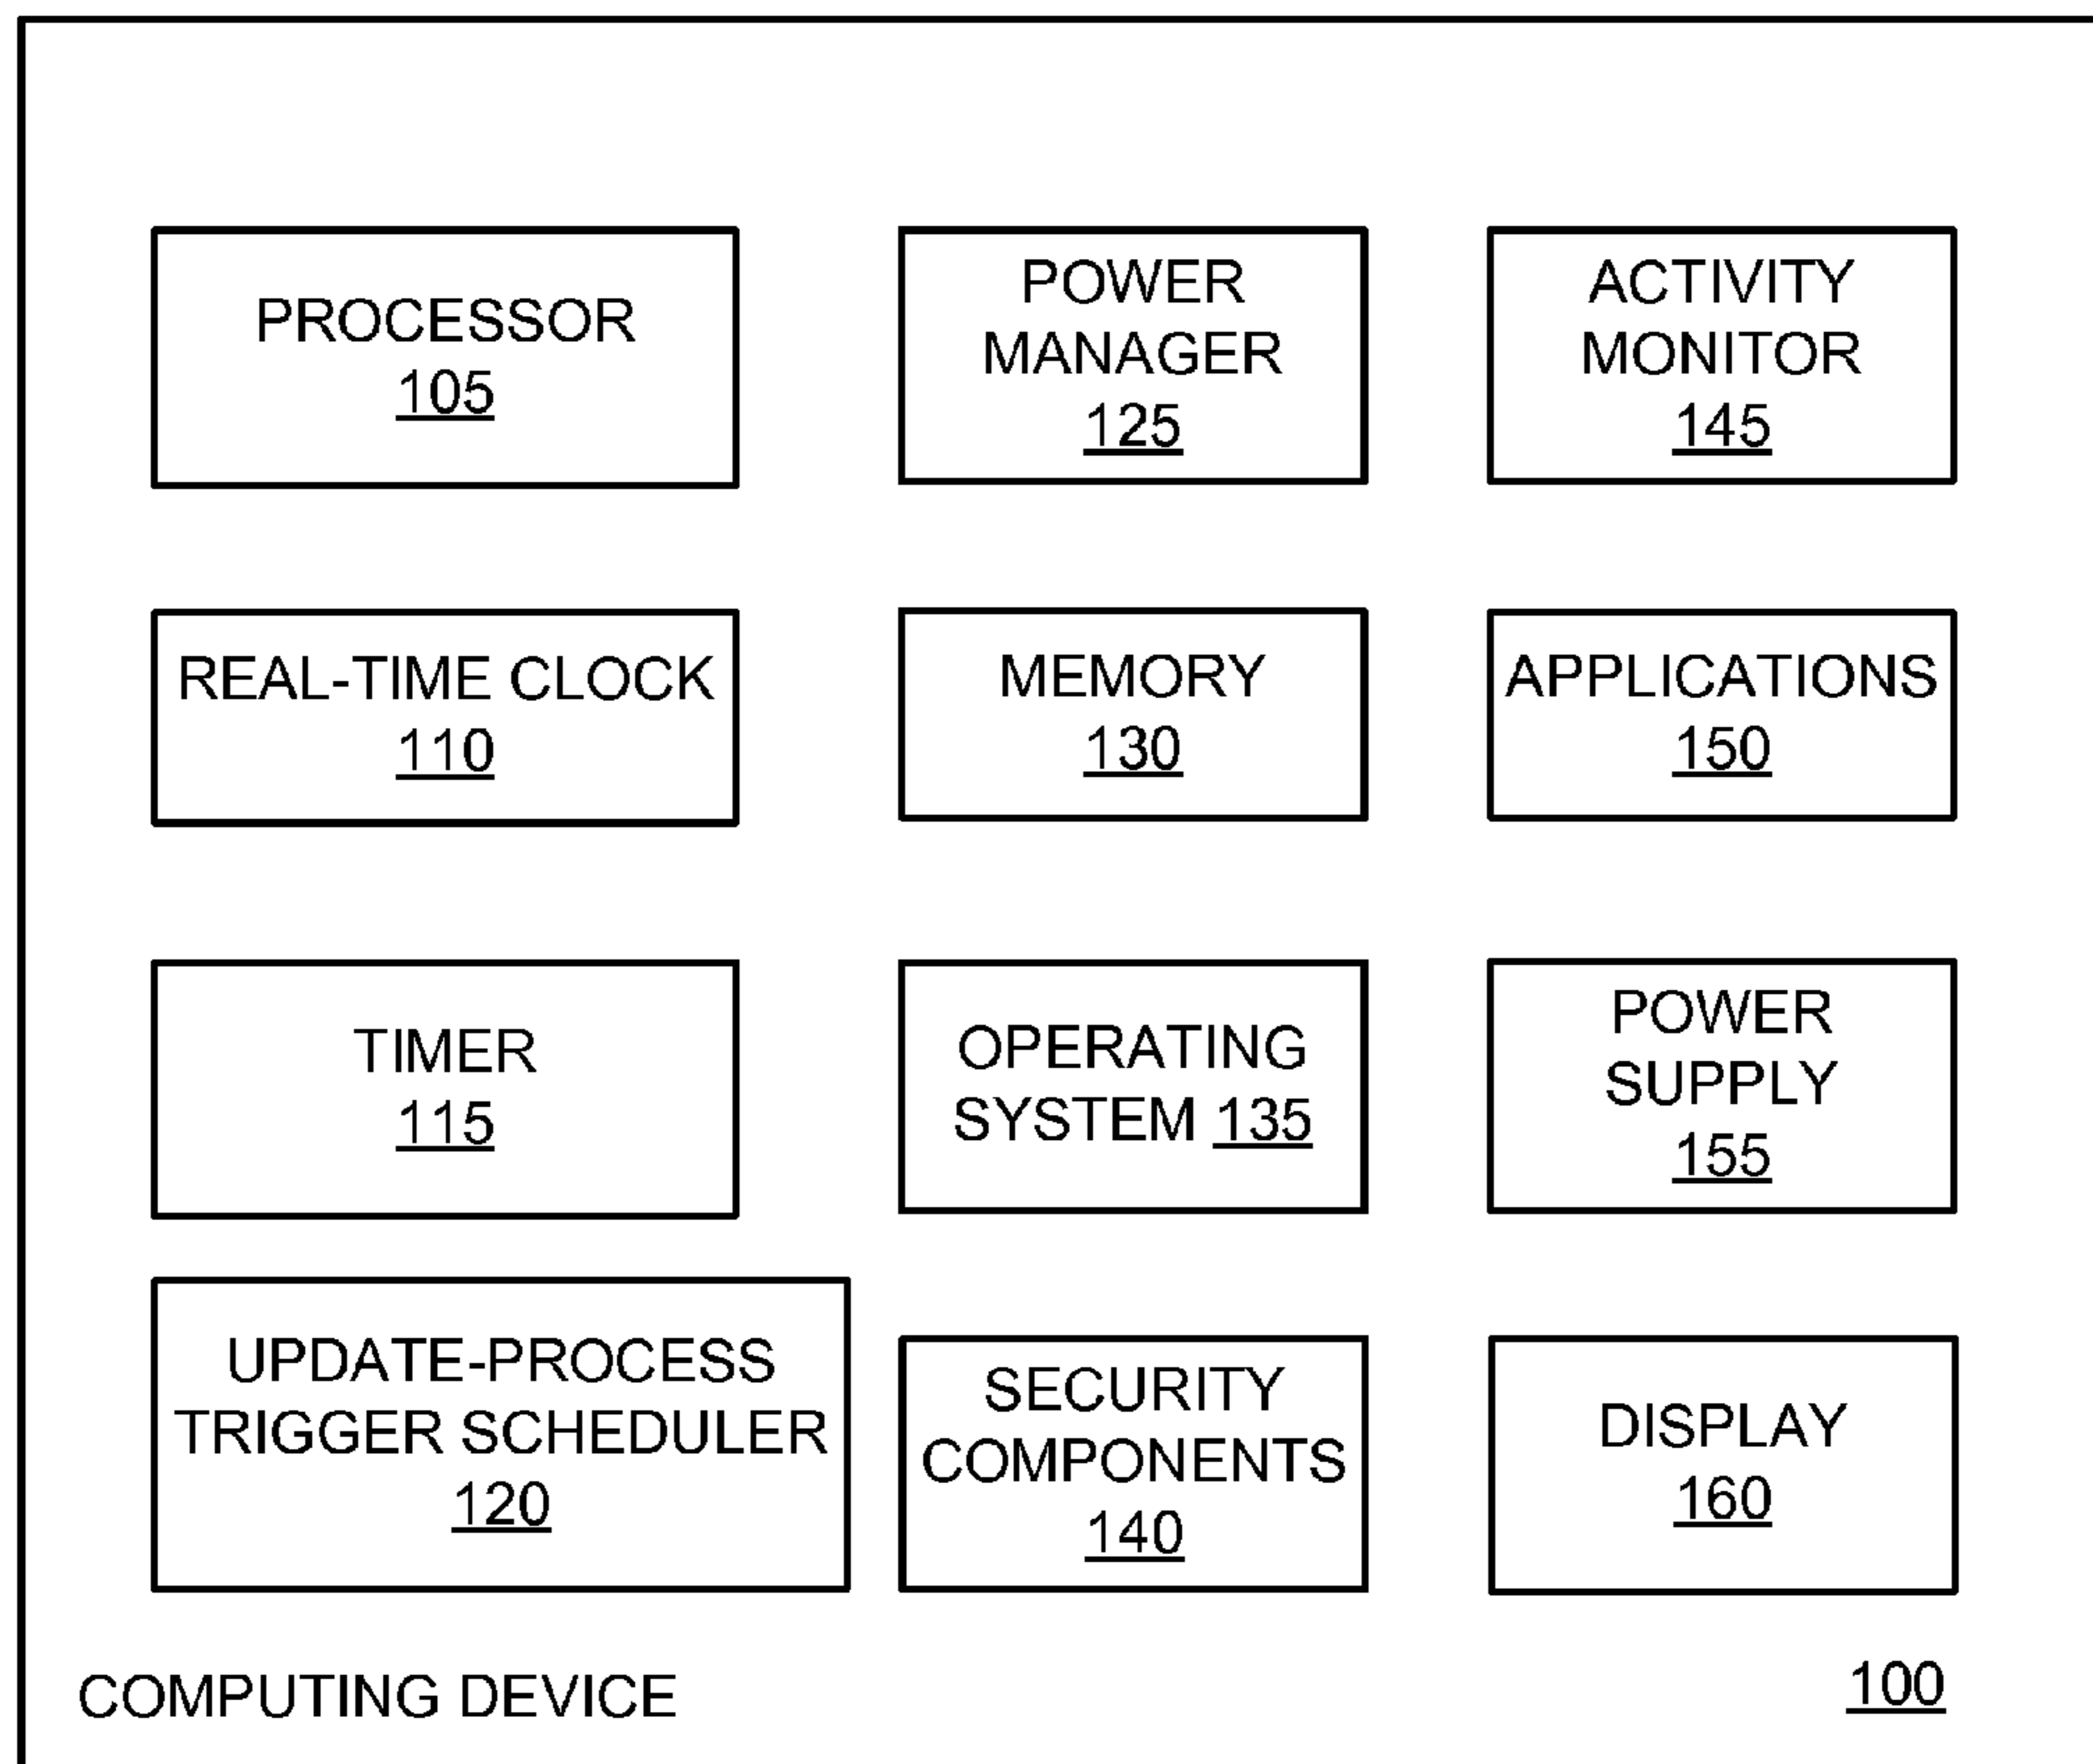 PROCESSOR
105
POWER
MANAGER
125
ACTIVITY
MONITOR
145
REAL-TIME CLOCK
110
MEMORY
130
APPLICATIONS
150
TIMER
115
OPERATING
SYSTEM 135
POWER
SUPPLY
155
UPDATE-PROCESS
TRIGGER SCHEDULER
120
SECURITY
COMPONENTS
140
DISPLAY
160
COMPUTING DEVICE
100